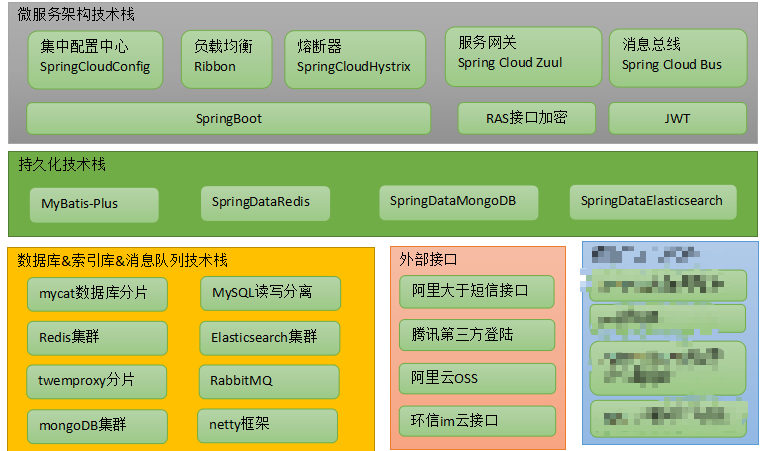 微服务架构技术栈
集中配置中心
SpringCloudConfig
负载均衡
Ribbon
熔断器
SpringCloudHystrix
服务网关
Spring Cloud Zuul
消息总线
Spring Cloud Bus
SpringBoot
RAS接口加密
JWT
持久化技术栈
MyBatis-Plus
SpringDataRedis
SpringDataMongoDB
SpringDataElasticsearch
数据库&索引库&消息队列技术栈
mycat数据库分片
MySQL读写分离
Redis集群
Elasticsearch集群
twemproxy分片
RabbitMQ
mongoDB集群
netty框架
外部接口
阿里大于短信接口
腾讯第三方登陆
阿里云OSS
环信im云接口